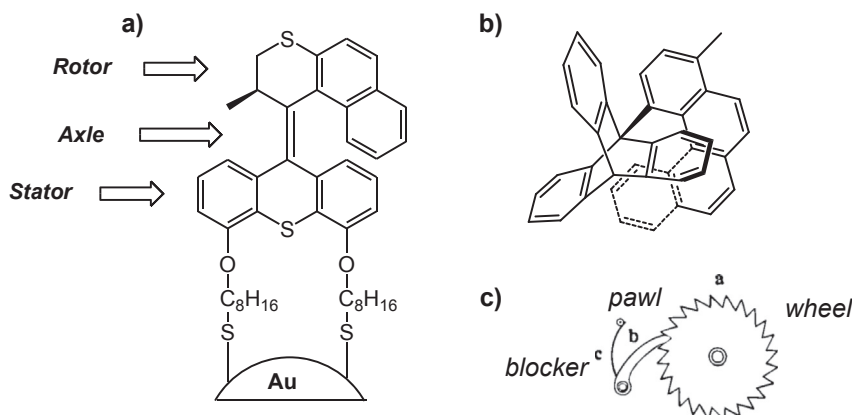 a)
S
Rotor
Axle
Stator
S
O
O
C8H16
C8H16
S
S
Au
b)
c)
pawl
a
wheel
b
c
blocker